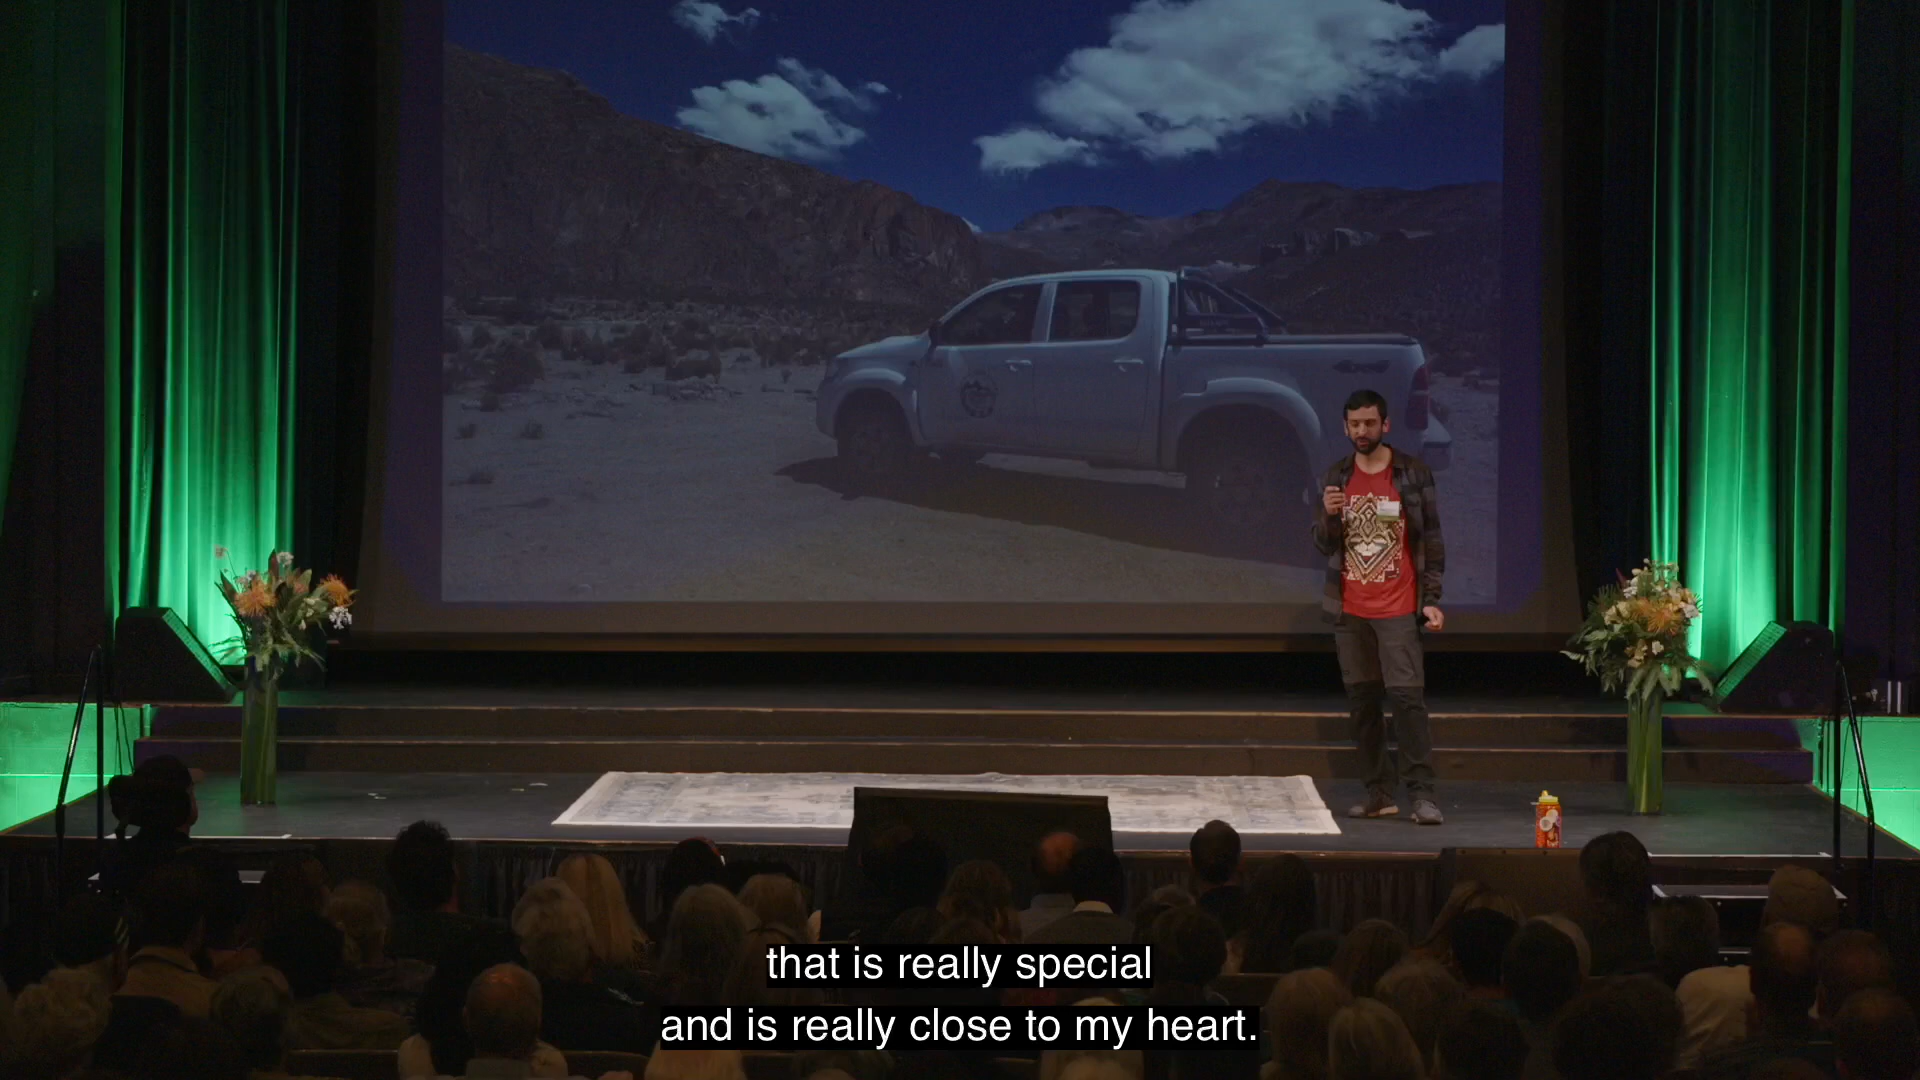 that is really special
and is really close to my heart.